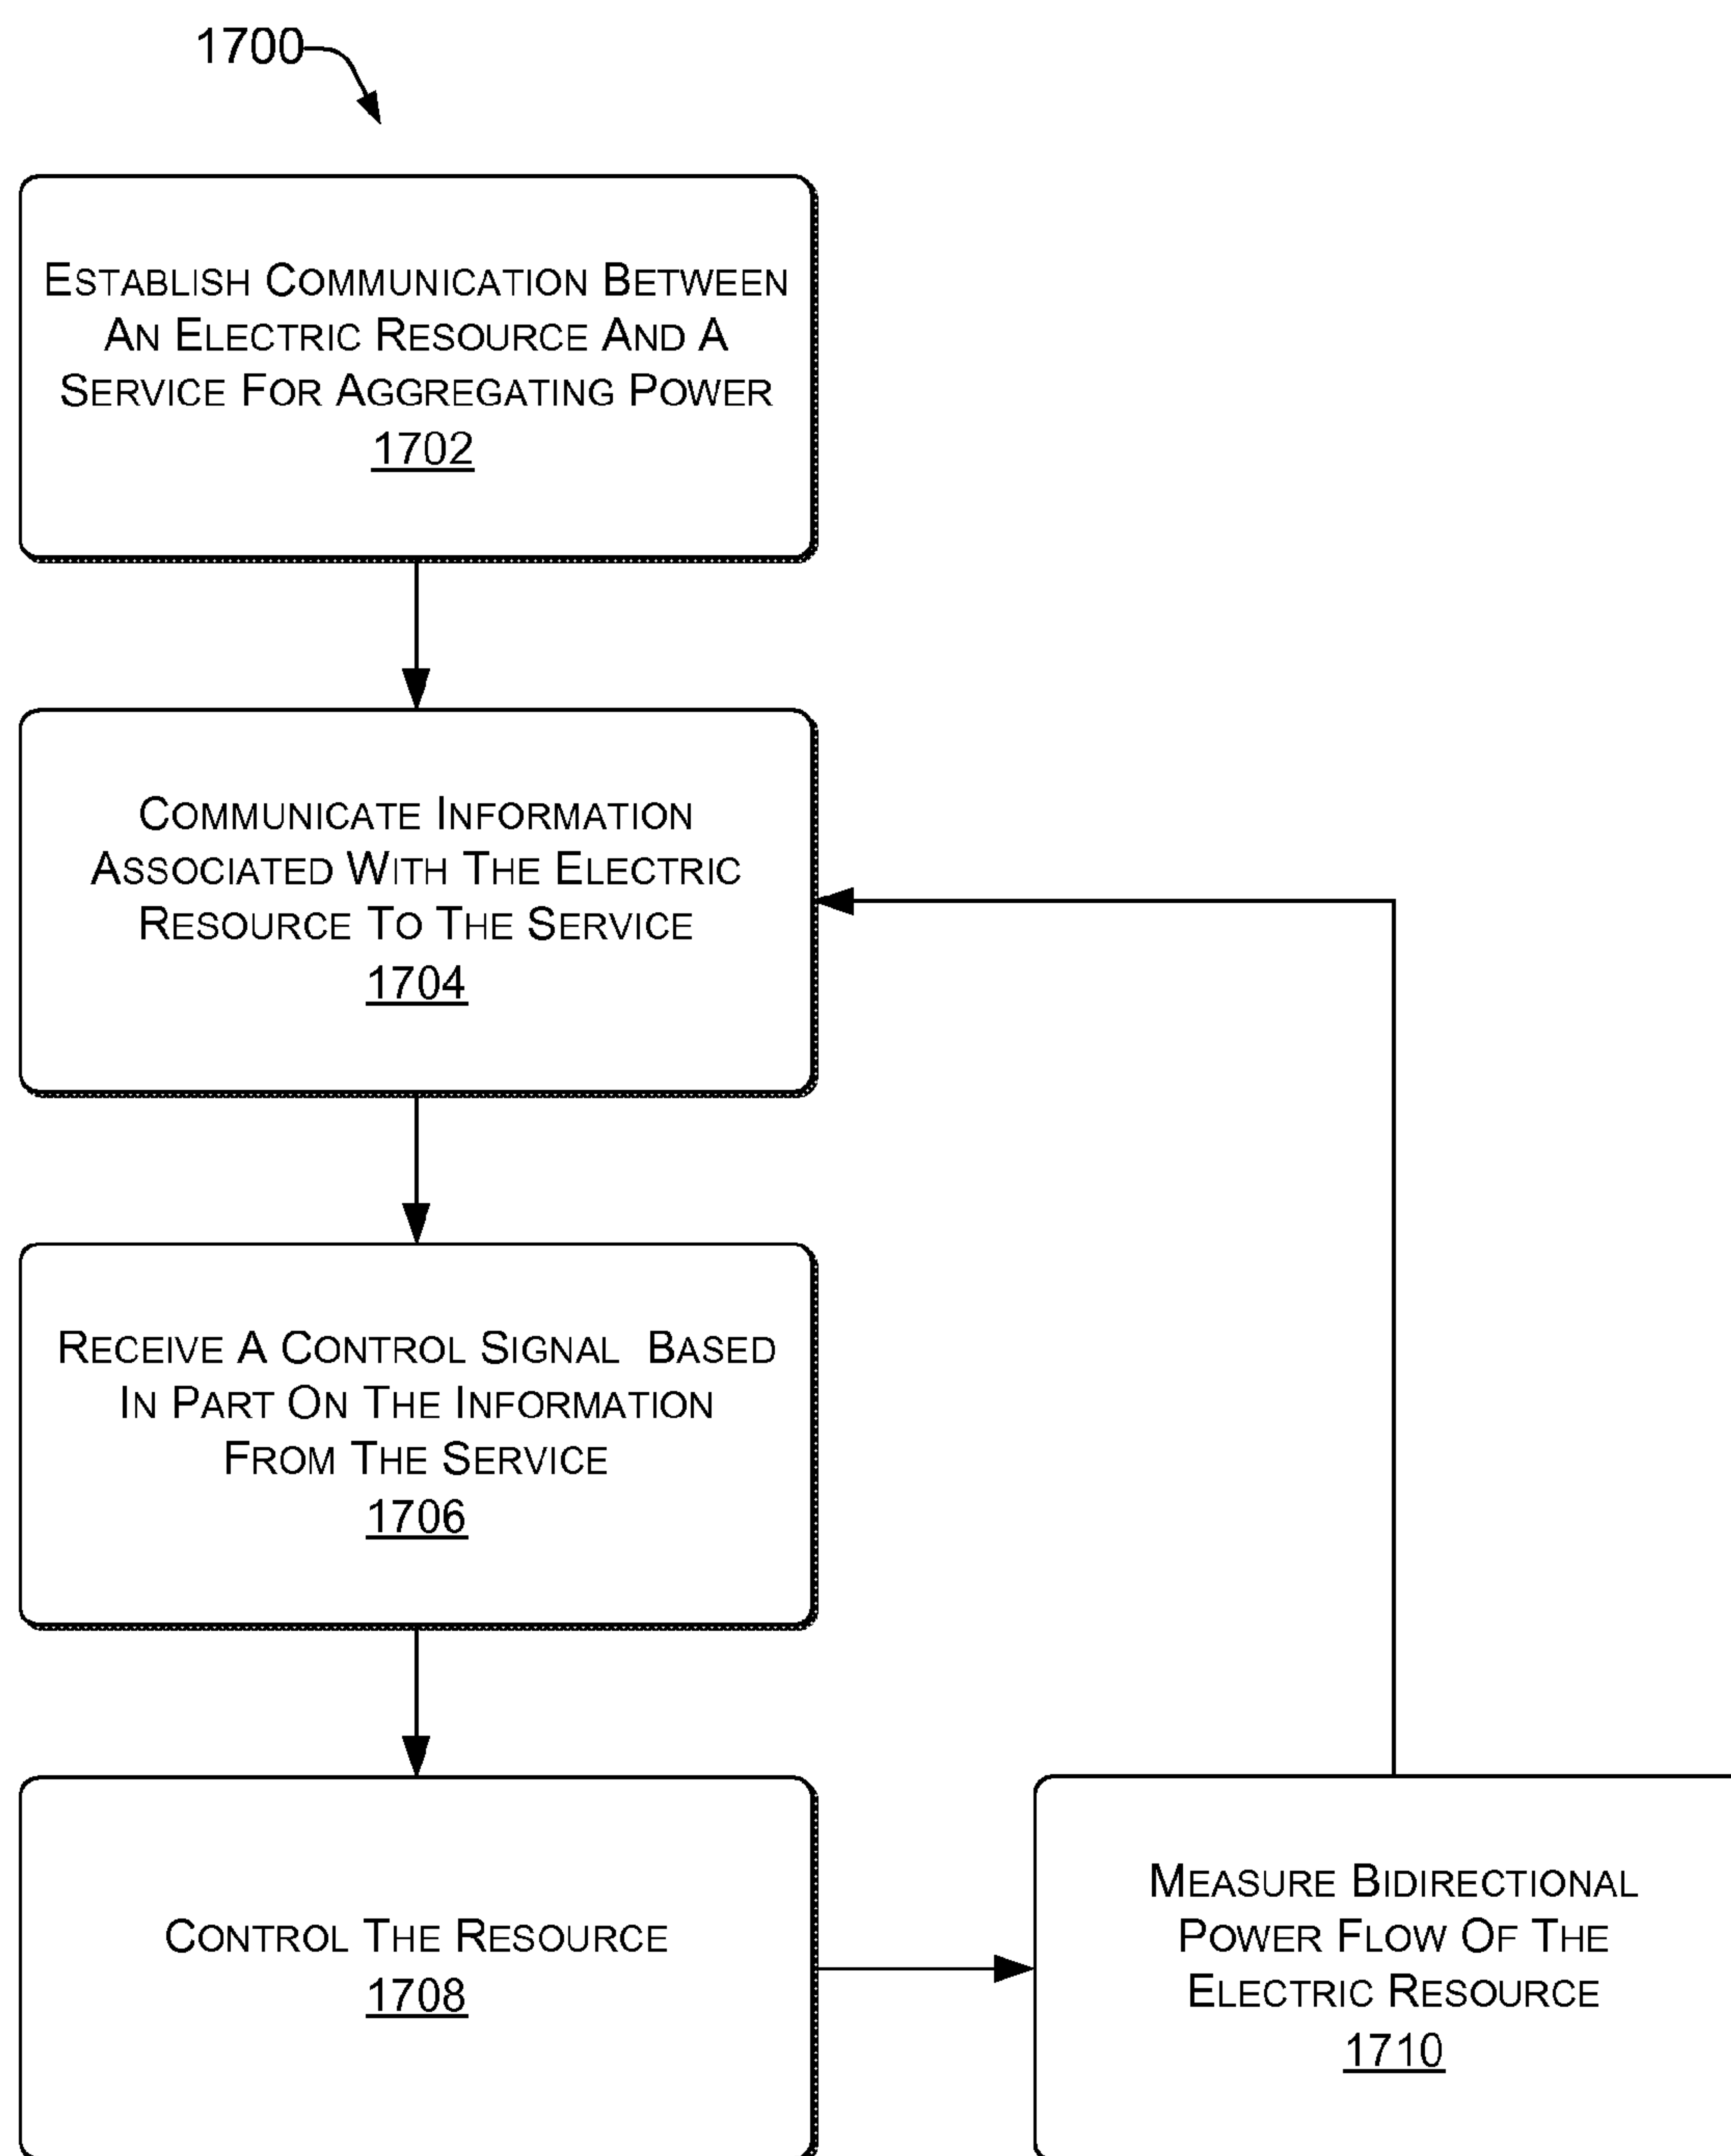 1700
ESTABLISH COMMUNICATION BETWEEN
AN ELECTRIC RESOURCE AND A
SERVICE FOR AGGREGATING POWER
1702
COMMUNICATE INFORMATION
ASSOCIATED WITH THE ELECTRIC
RESOURCE TO THE SERVICE
1704
RECEIVE A CONTROL SIGNAL BASED
IN PART ON THE INFORMATION
FROM THE SERVICE
1706
CONTROL THE RESOURCE
1708
MEASURE BIDIRECTIONAL
POWER FLOW OF THE
ELECTRIC RESOURCE
1710